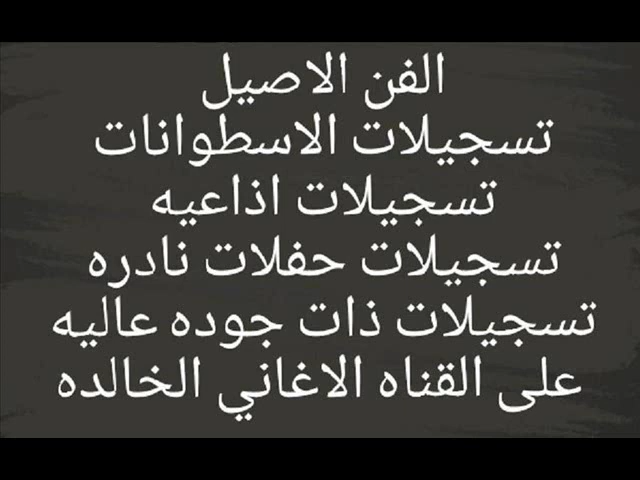 الفن الاصيل
تسجيلات الاسطوانات
تسجيلات اذاعيه
تسجيلات حفلات نادره
تسجيلات ذات جوده عاليه
على القناه الاغاني الخالده